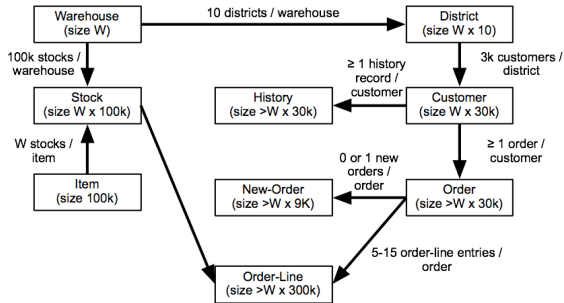 Warehouse
(size W)
10 districts / warehouse
District
(size W x 10)
100k stocks /
warehouse
≥ 1 history
record /
customer
3k customers /
district
Stock
(size W x 100k)
History
(size >W x 30k)
Customer
(size W x 30k)
W stocks /
item
0 or 1 new
orders /
order
≥ 1 order /
customer
Item
(size 100k)
New-Order
(size >W x 9K)
Order
(size >W x 30k)
5-15 order-line entries /
order
Order-Line
(size >W x 300k)